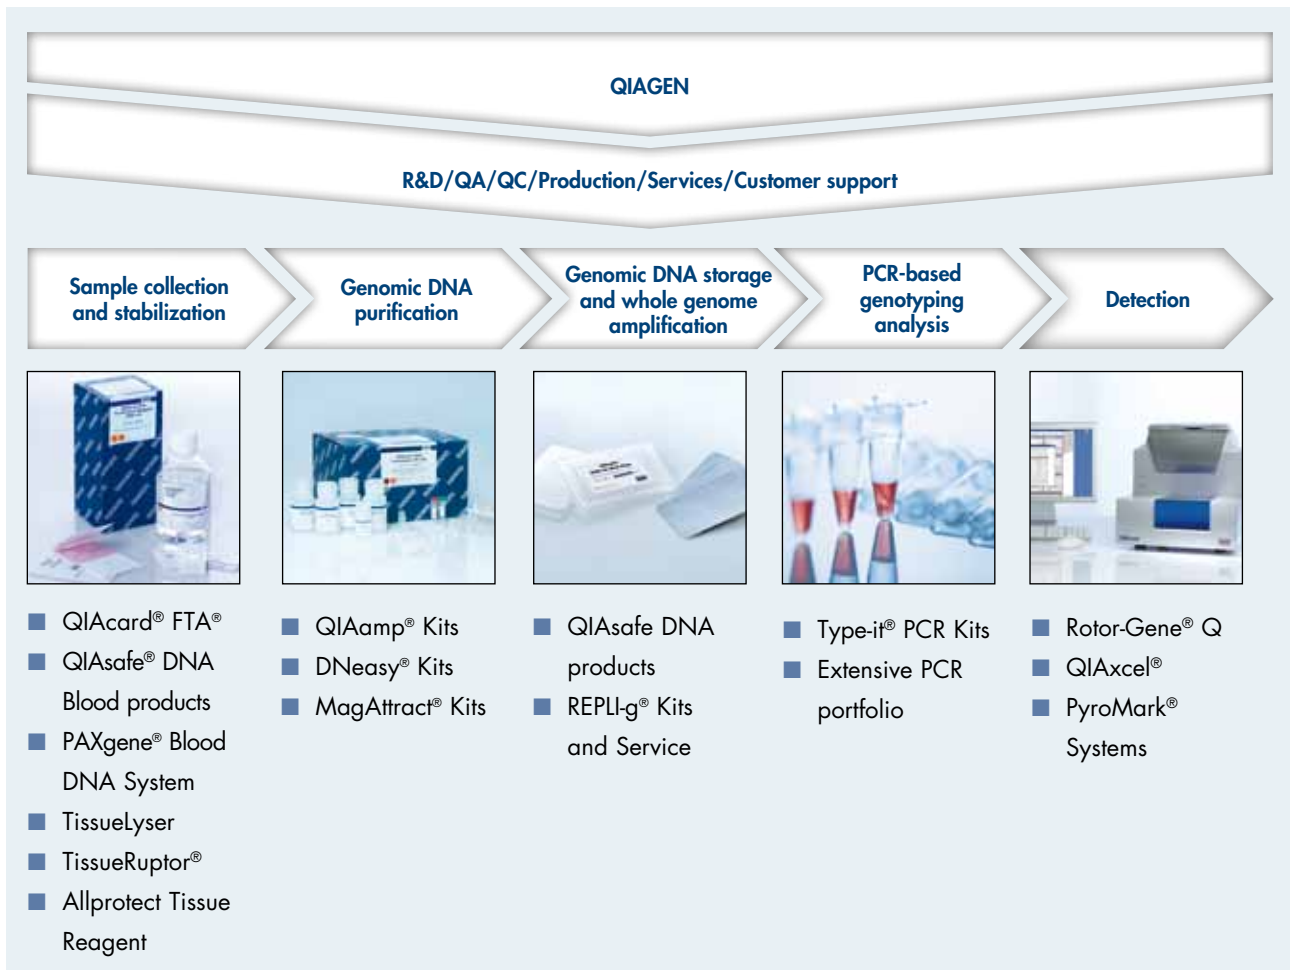 QIAGEN
R&D/QA/QC/Production/Services/Customer support
Sample collection
and stabilization
Genomic DNA
purification
Genomic DNA storage
and whole genome
amplification
PCR-based
genotyping
analysis
Detection
QIAcard® FTA®
QIAsafe® DNA
Blood products
PAXgene® Blood
DNA System
TissueLyser
TissueRuptor®
Allprotect Tissue
Reagent
QIAamp® Kits
DNeasy® Kits
MagAttract® Kits
QIAsafe DNA
products
REPLI-g® Kits
and Service
Type-it® PCR Kits
Extensive PCR
portfolio
Rotor-Gene® Q
QIAxcel®
PyroMark®
Systems